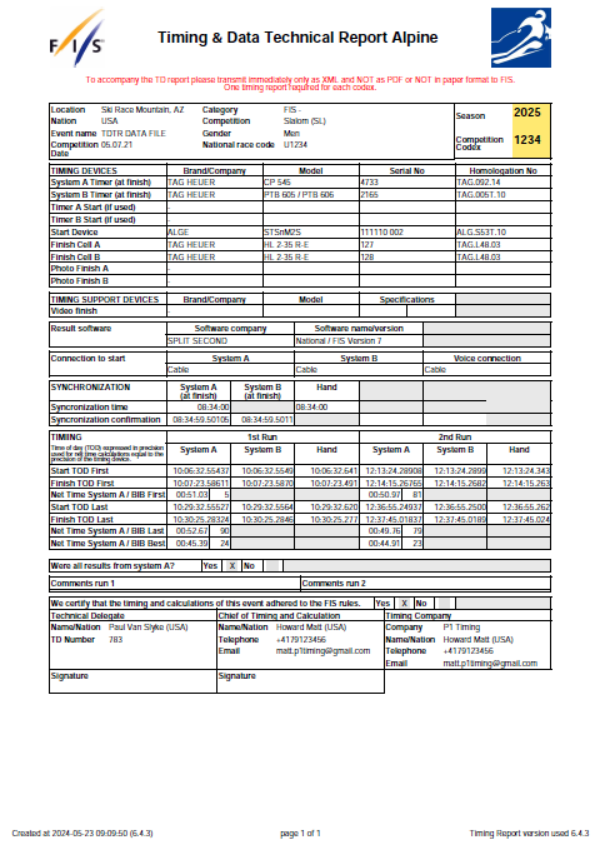 FIS
Timing & Data Technical Report Alpine
To accompany the TD report please transmit immediately only as XML and NOT as PDF or NOT in paper format to FIS.
One timing report required for each codex.
Location Ski Race Mountain, AZ Category FIS -
Season 2025
Nation USA Competition Slalom (SL)
Event name TDTR DATA FILE Gender Men
Competition Date 05.07.21 National race code U1234
Competition Codex 1234
TIMING DEVICES Brand/Company Model Serial No Homologation No
System A Timer (at finish) TAG HEUER CP 545 4733 TAG.092.14
System B Timer (at finish) TAG HEUER PTB 605 / PTB 606 2165 TAG.005T.10
Timer A Start (if used) -
Timer B Start (if used) -
Start Device ALGE STSnM2S 111110 002 ALG.S53T.10
Finish Cell A TAG HEUER HL 2-35 R-E 127 TAG.L48.03
Finish Cell B TAG HEUER HL 2-35 R-E 128 TAG.L48.03
Photo Finish A -
Photo Finish B -
TIMING SUPPORT DEVICES Brand/Company Model Specifications
Video finish -
Result software Software company Software name/version
SPLIT SECOND National / FIS Version 7
Connection to start System A System B Voice connection
Cable Cable Cable
SYNCHRONIZATION System A (at finish) System B (at finish) Hand
Syncronization time 08:34:00 08:34:00
Syncronization confirmation 08:34:59.50105 08:34:59.5011
TIMING 1st Run 2nd Run
Time of day (TOD) expressed in precision
used for net time calculations equal to the
precision of the timing device.
System A System B Hand System A System B Hand
Start TOD First 10:06:32.55437 10:06:32.5549 10:06:32.641 12:13:24.28908 12:13:24.2899 12:13:24.343
Finish TOD First 10:07:23.58611 10:07:23.5870 10:07:23.491 12:14:15.26765 12:14:15.2682 12:14:15.263
Net Time System A / BIB First 00:51.03 5 00:50.97 81
Start TOD Last 10:29:32.55527 10:29:32.5564 10:29:32.620 12:36:55.24937 12:36:55.2500 12:36:55.262
Finish TOD Last 10:30:25.28324 10:30:25.2846 10:30:25.277 12:37:45.01837 12:37:45.0189 12:37:45.024
Net Time System A / BIB Last 00:52.67 90 00:49.76 79
Net Time System A / BIB Best 00:45.39 24 00:44.91 23
Were all results from system A? Yes X No
Comments run 1 Comments run 2
We certify that the timing and calculations of this event adhered to the FIS rules. Yes X No
Technical Delegate Chief of Timing and Calculation Timing Company
Name/Nation Paul Van Slyke (USA) Name/Nation Howard Matt (USA) Company P1 Timing
TD Number 783 Telephone +4179123456 Name/Nation Howard Matt (USA)
Email matt.p1timing@gmail.com Telephone +4179123456
Email matt.p1timing@gmail.com
Signature Signature
Created at 2024-05-23 09:09:50 (6.4.3) page 1 of 1 Timing Report version used 6.4.3